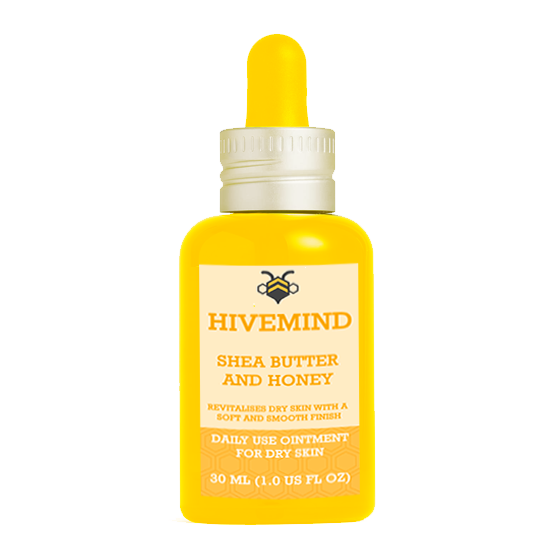 HIVEMIND
SHEA BUTTER
AND HONEY
REVITALISES DRY SKIN WITH A
SOFT AND SMOOTH FINISH
DAILY USE OINTMENT
FOR DRY SKIN
30 ML (1.0 US FL OZ)